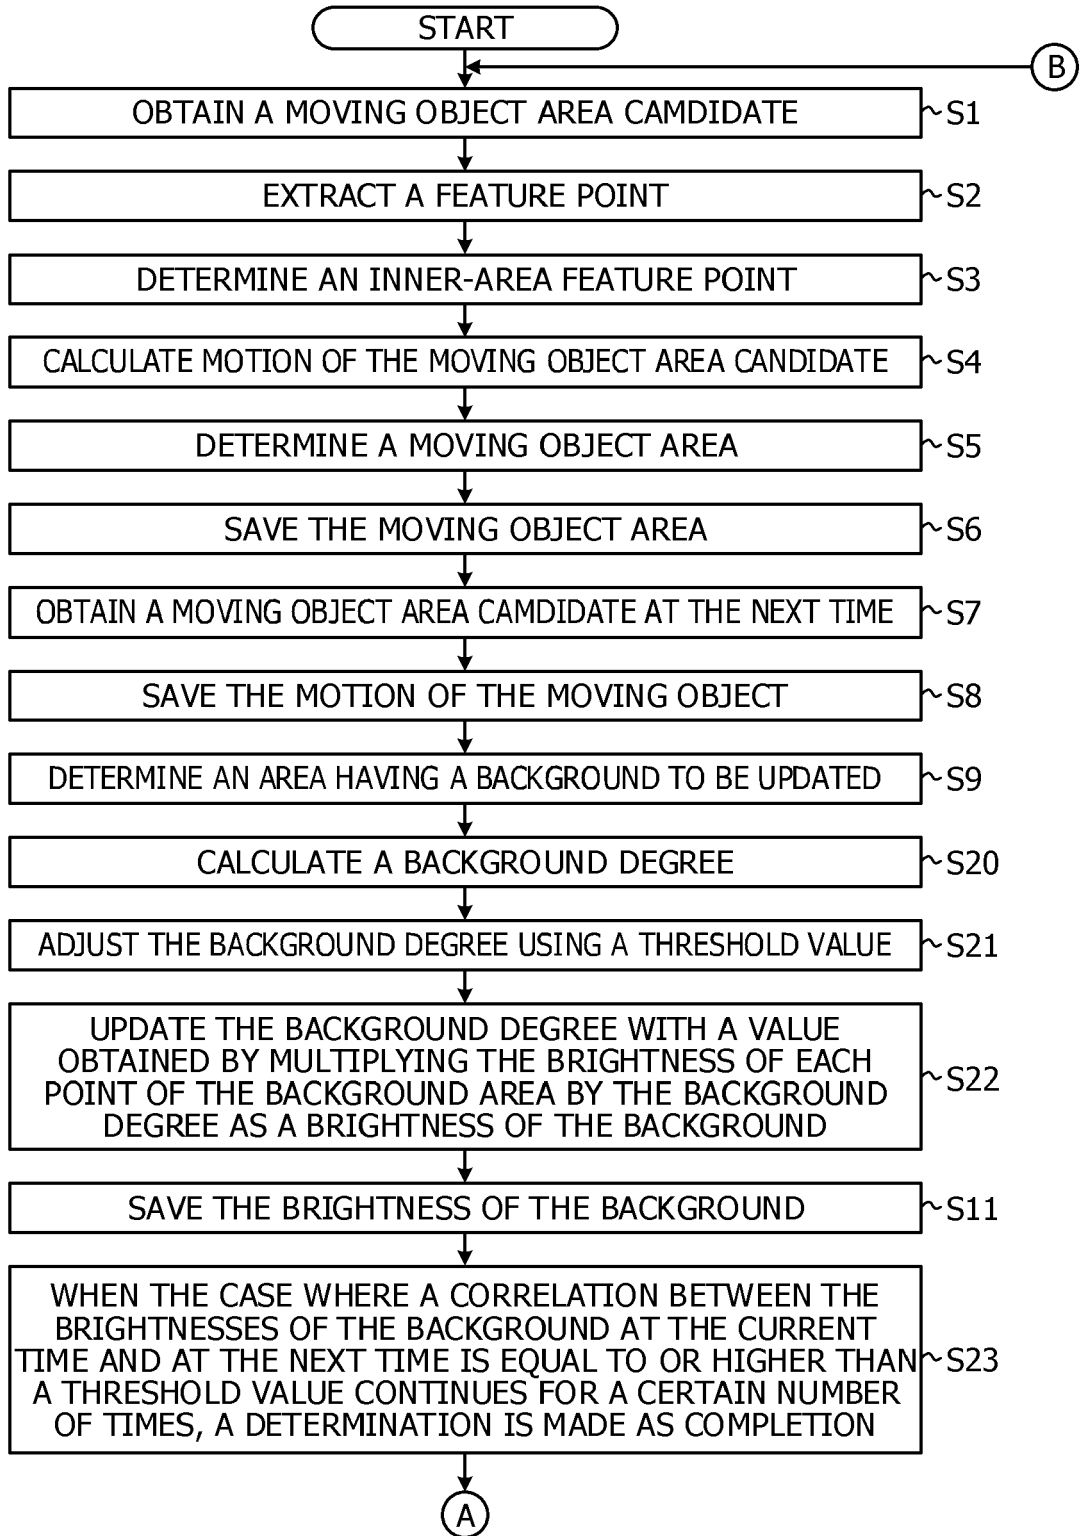 START
B
OBTAIN A MOVING OBJECT AREA CAMDIDATE
S1
EXTRACT A FEATURE POINT
S2
DETERMINE AN INNER-AREA FEATURE POINT
S3
CALCULATE MOTION OF THE MOVING OBJECT AREA CANDIDATE
S4
DETERMINE A MOVING OBJECT AREA
S5
SAVE THE MOVING OBJECT AREA
S6
OBTAIN A MOVING OBJECT AREA CAMDIDATE AT THE NEXT TIME
S7
SAVE THE MOTION OF THE MOVING OBJECT
S8
DETERMINE AN AREA HAVING A BACKGROUND TO BE UPDATED
S9
CALCULATE A BACKGROUND DEGREE
S20
ADJUST THE BACKGROUND DEGREE USING A THRESHOLD VALUE
S21
UPDATE THE BACKGROUND DEGREE WITH A VALUE
OBTAINED BY MULTIPLYING THE BRIGHTNESS OF EACH
POINT OF THE BACKGROUND AREA BY THE BACKGROUND
DEGREE AS A BRIGHTNESS OF THE BACKGROUND
S22
SAVE THE BRIGHTNESS OF THE BACKGROUND
S11
WHEN THE CASE WHERE A CORRELATION BETWEEN THE
BRIGHTNESSES OF THE BACKGROUND AT THE CURRENT
TIME AND AT THE NEXT TIME IS EQUAL TO OR HIGHER THAN
A THRESHOLD VALUE CONTINUES FOR A CERTAIN NUMBER
OF TIMES, A DETERMINATION IS MADE AS COMPLETION
S23
A